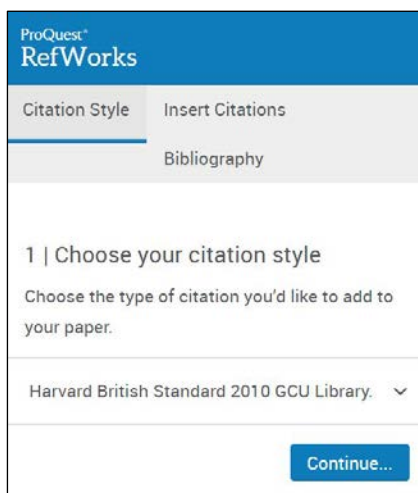 ProQuest®
RefWorks
Citation Style Insert Citations
Bibliography
1 | Choose your citation style
Choose the type of citation you'd like to add to
your paper.
Harvard British Standard 2010 GCU Library.
Continue...